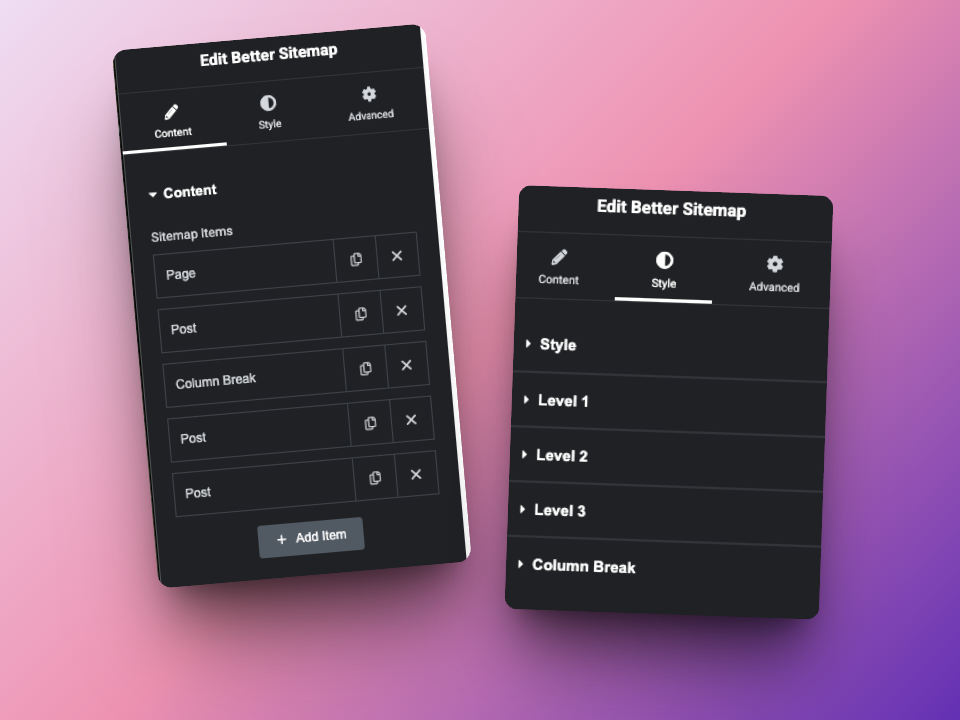 Edit Better Sitemap
Content
Style
Advanced
Content
Sitemap Items
Page
Post
Column Break
Post
Post
+ Add Item
Edit Better Sitemap
Content
Style
Advanced
Style
Level 1
Level 2
Level 3
Column Break